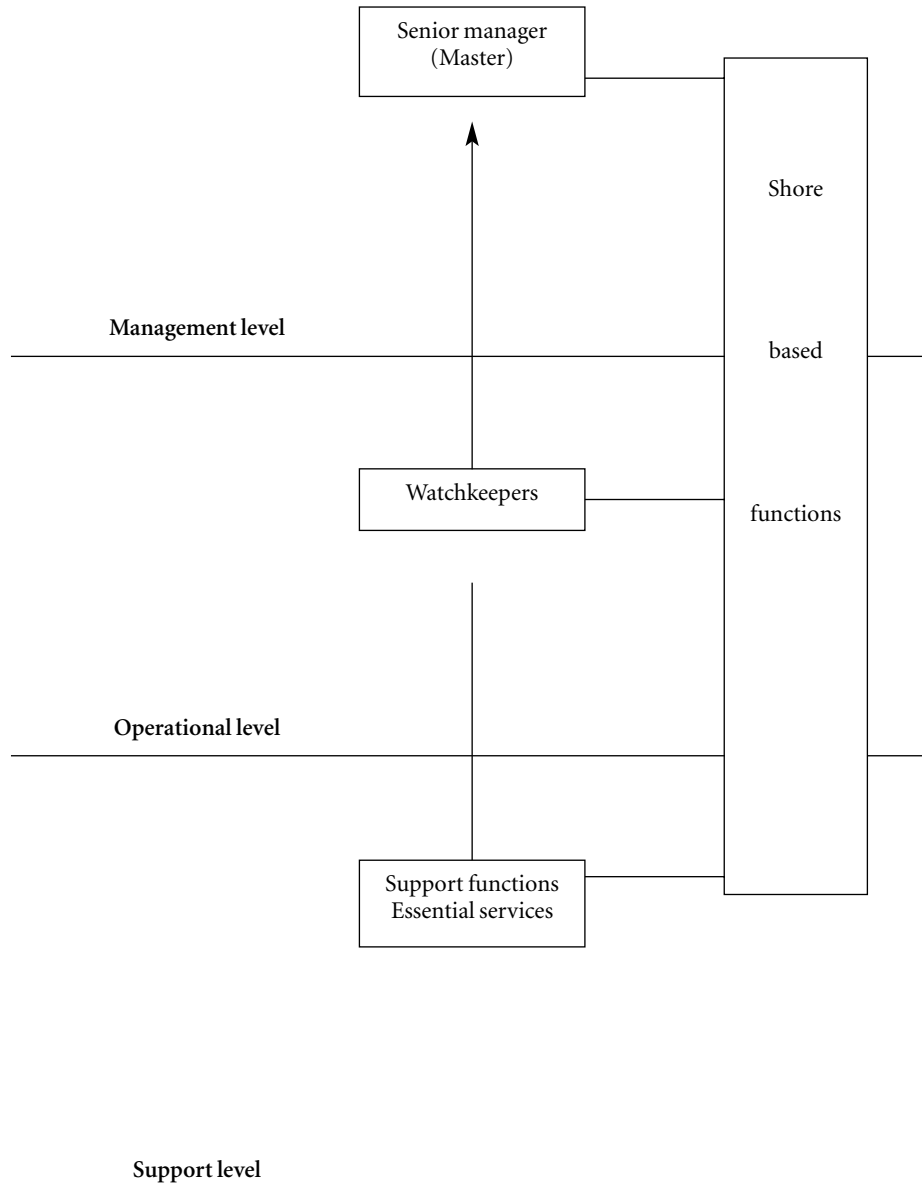 Senior manager
(Master)
Shore
Management level
based
Watchkeepers
functions
Operational level
Support functions
Essential services
Support level